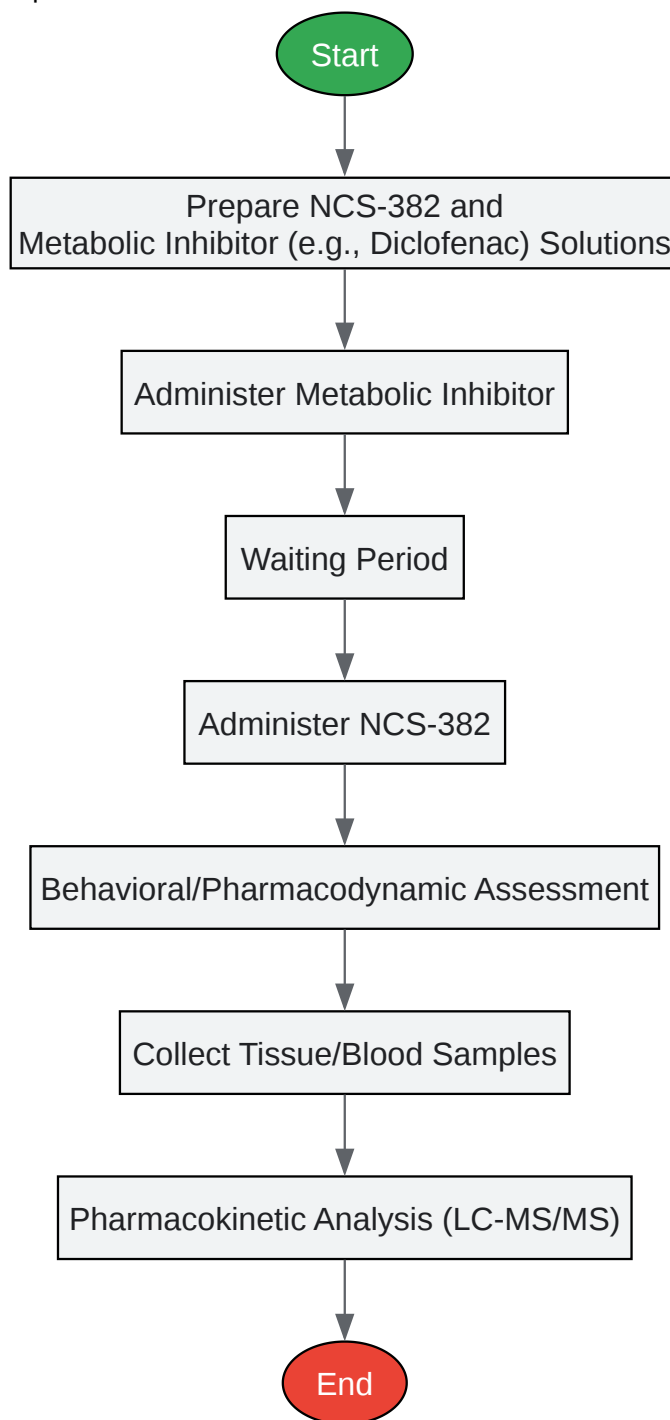 Start
Prepare NCS-382 and
Metabolic Inhibitor (e.g., Diclofenac) Solutions
Administer Metabolic Inhibitor
Waiting Period
Administer NCS-382
Behavioral/Pharmacodynamic Assessment
Collect Tissue/Blood Samples
Pharmacokinetic Analysis (LC-MS/MS)
End